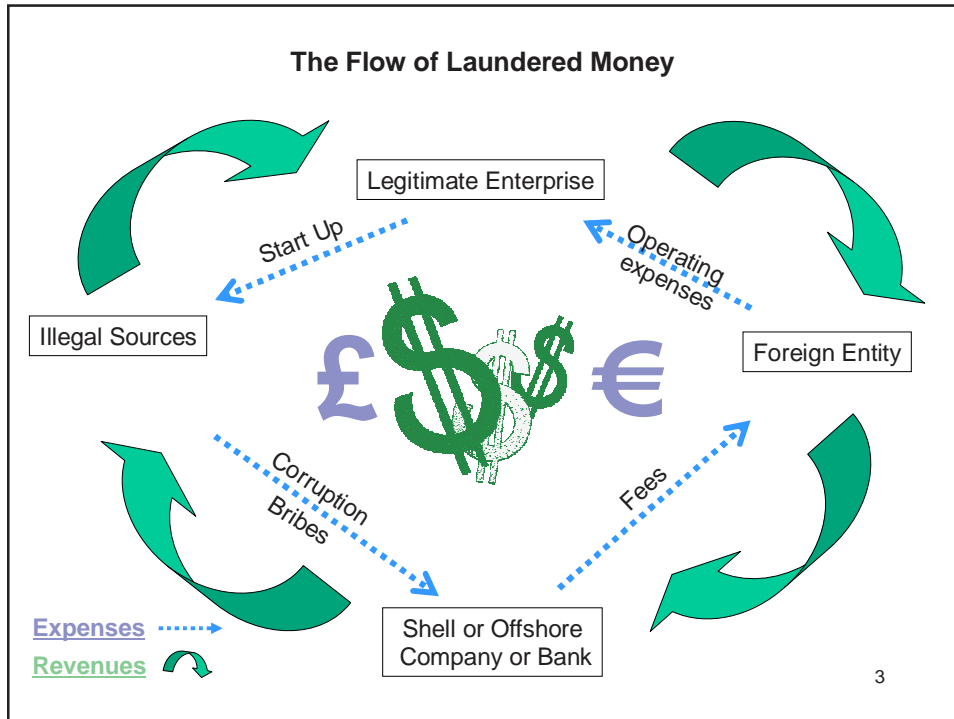 The Flow of Laundered Money
Legitimate Enterprise
Start Up
Operating
expenses
Illegal Sources
Foreign Entity
£ $ $ $ €
Corruption
Bribes
Fees
Shell or Offshore
Company or Bank
Expenses
Revenues
3